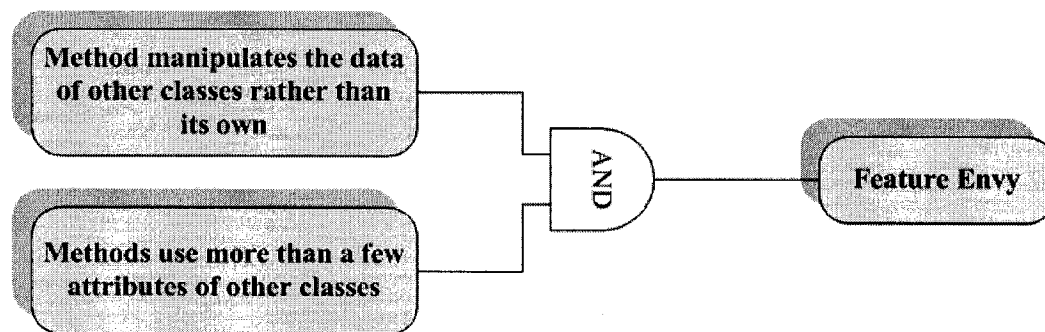 Method manipulates the data
of other classes rather than
its own
AND
Feature Envy
Methods use more than a few
attributes of other classes